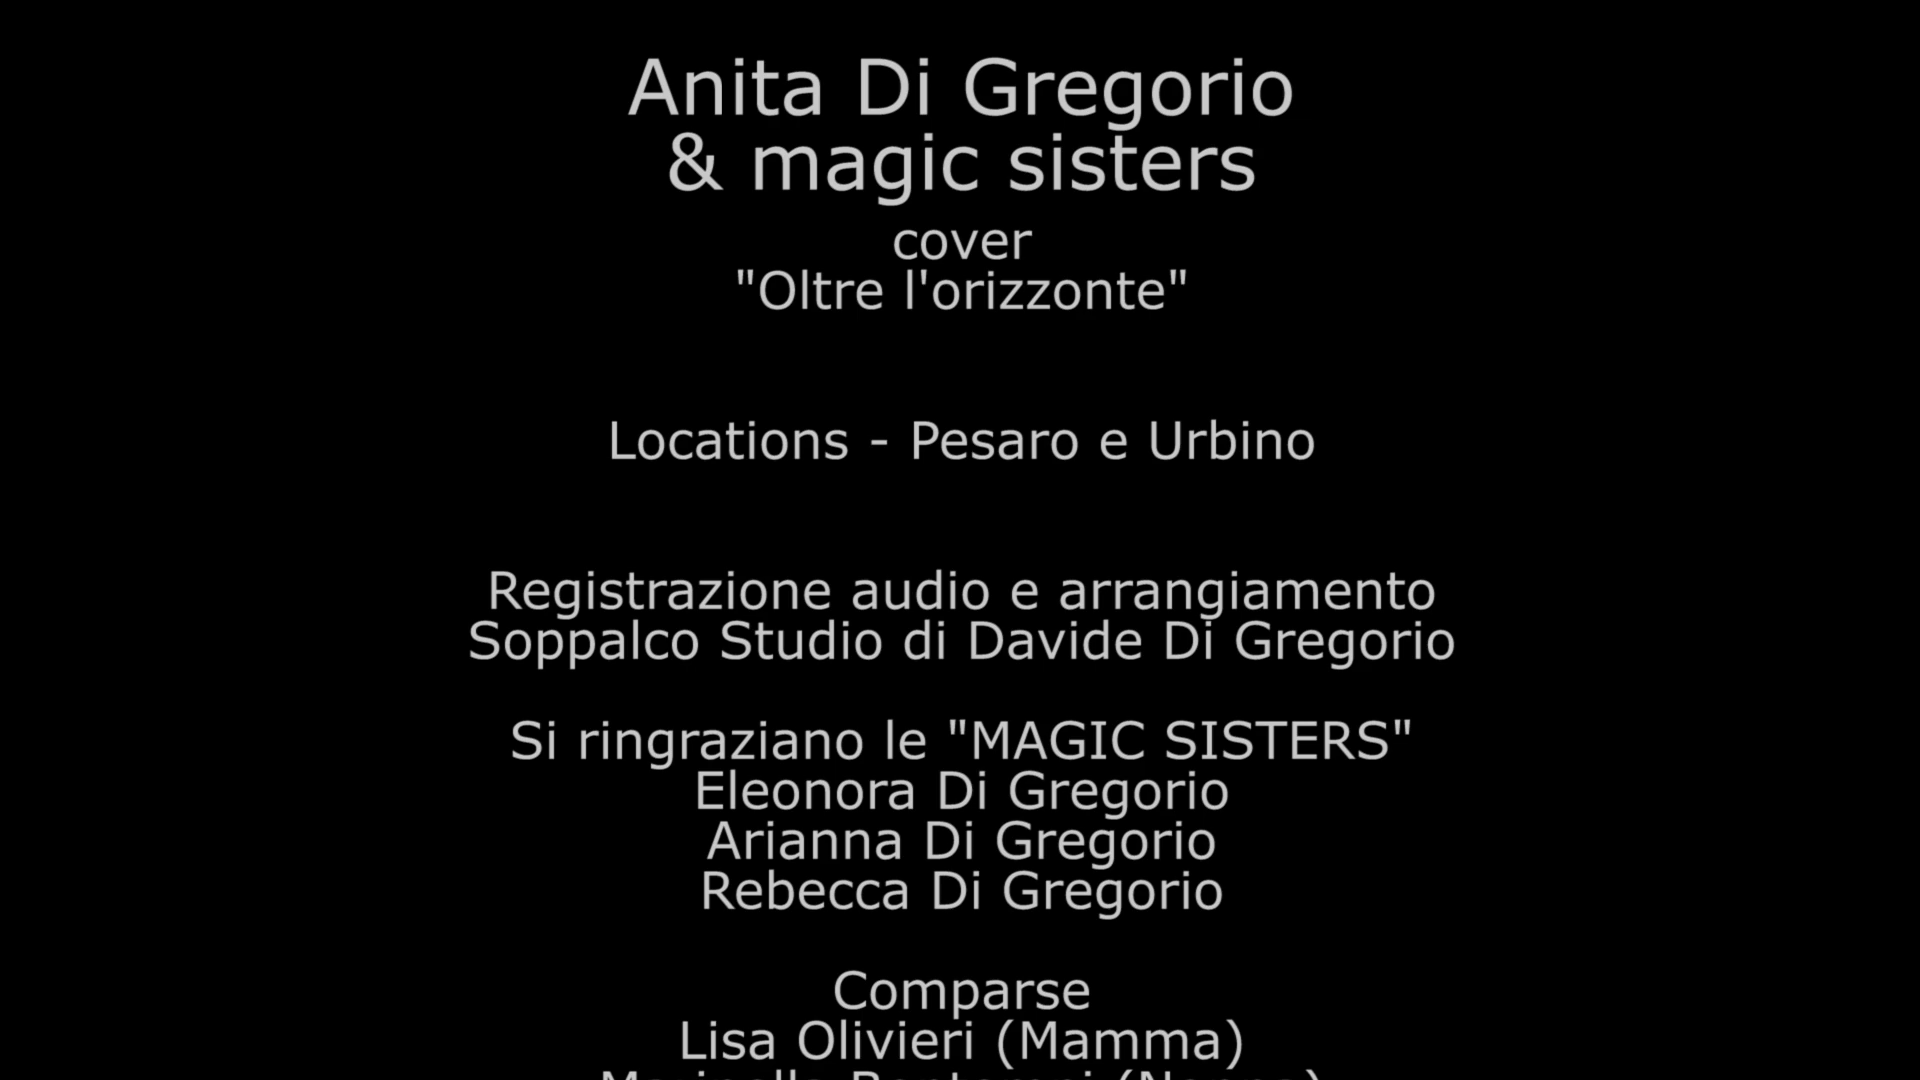 Anita Di Gregorio
& magic sisters
cover
"Oltre l'orizzonte"
Locations - Pesaro e Urbino
Registrazione audio e arrangiamento
Soppalco Studio di Davide Di Gregorio
Si ringraziano le "MAGIC SISTERS"
Eleonora Di Gregorio
Arianna Di Gregorio
Rebecca Di Gregorio
Comparse
Lisa Olivieri (Mamma)